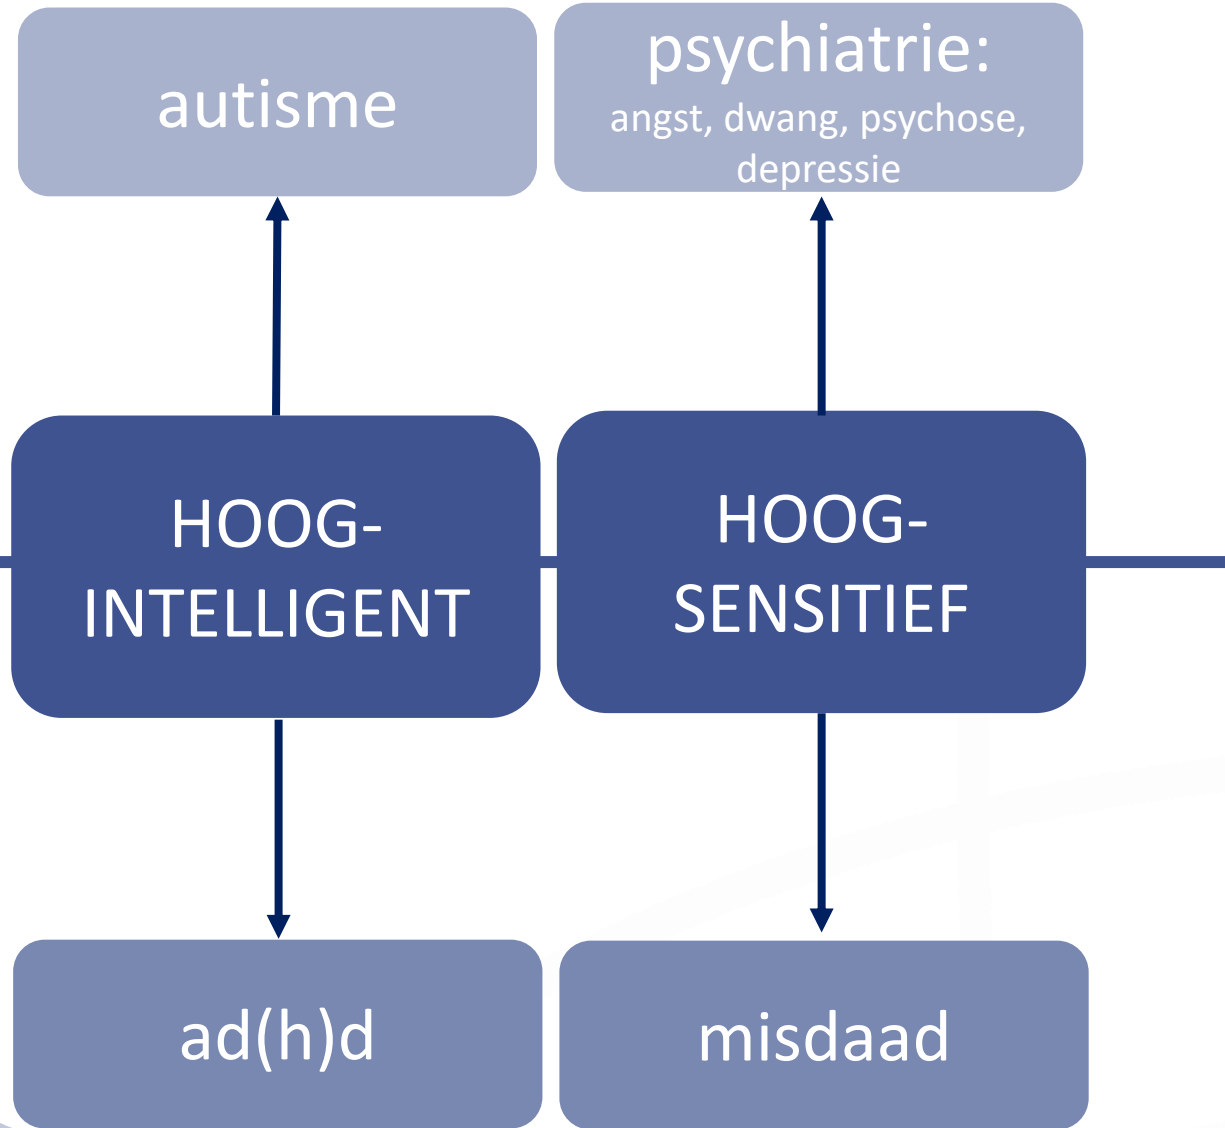 autisme
psychiatrie:
angst, dwang, psychose,
depressie
HOOG-
INTELLIGENT
HOOG-
SENSITIEF
ad(h)d
misdaad